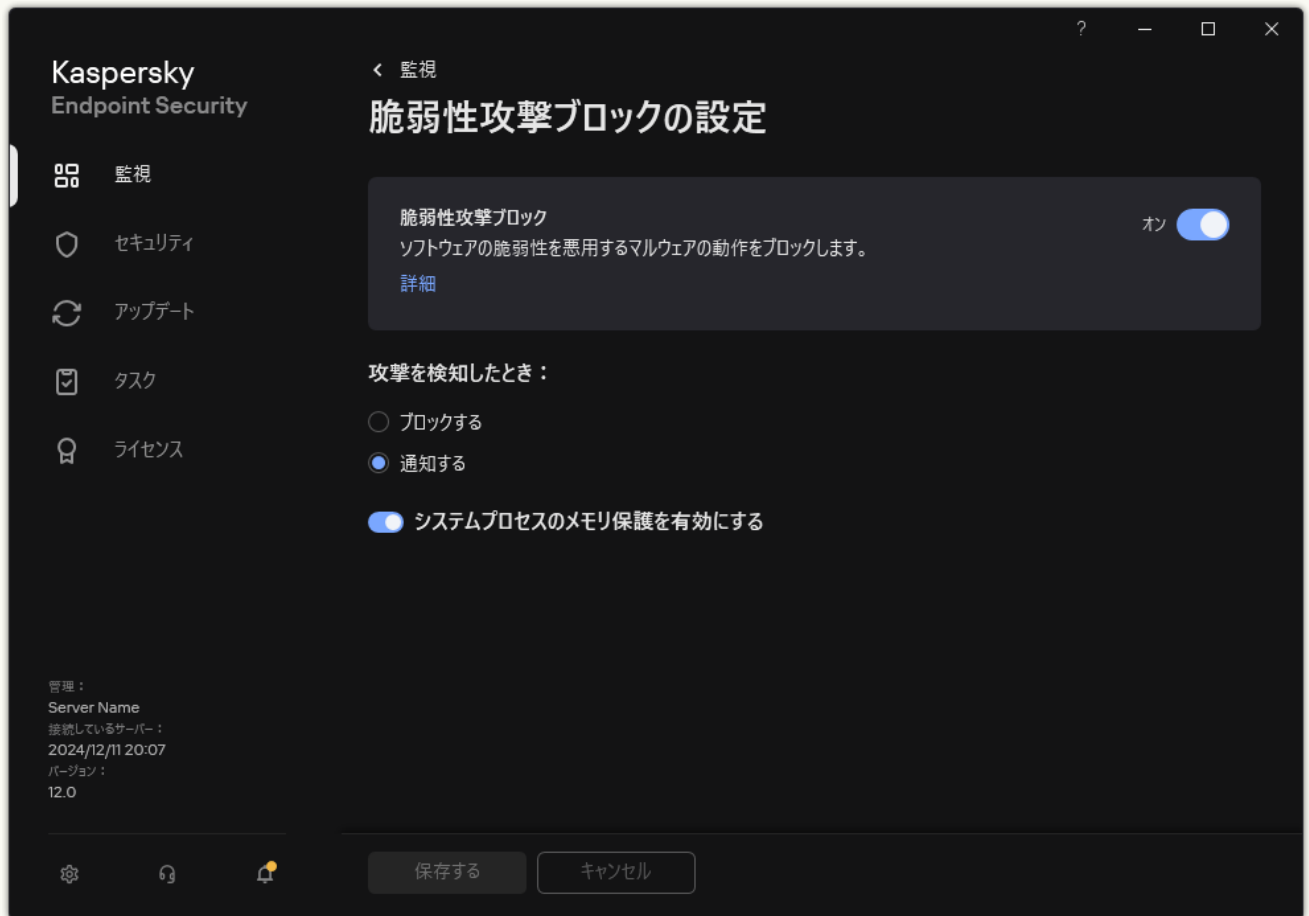 ?
Kaspersky
Endpoint Security
監視
セキュリティ
アップデート
タスク
ライセンス
管理：
Server Name
接続しているサーバー：
2024/12/11 20:07
バージョン：
12.0
監視
脆弱性攻撃ブロックの設定
脆弱性攻撃ブロック
オン
ソフトウェアの脆弱性を悪用するマルウェアの動作をブロックします。
詳細
攻撃を検知したとき：
ブロックする
通知する
システムプロセスのメモリ保護を有効にする
保存する
キャンセル